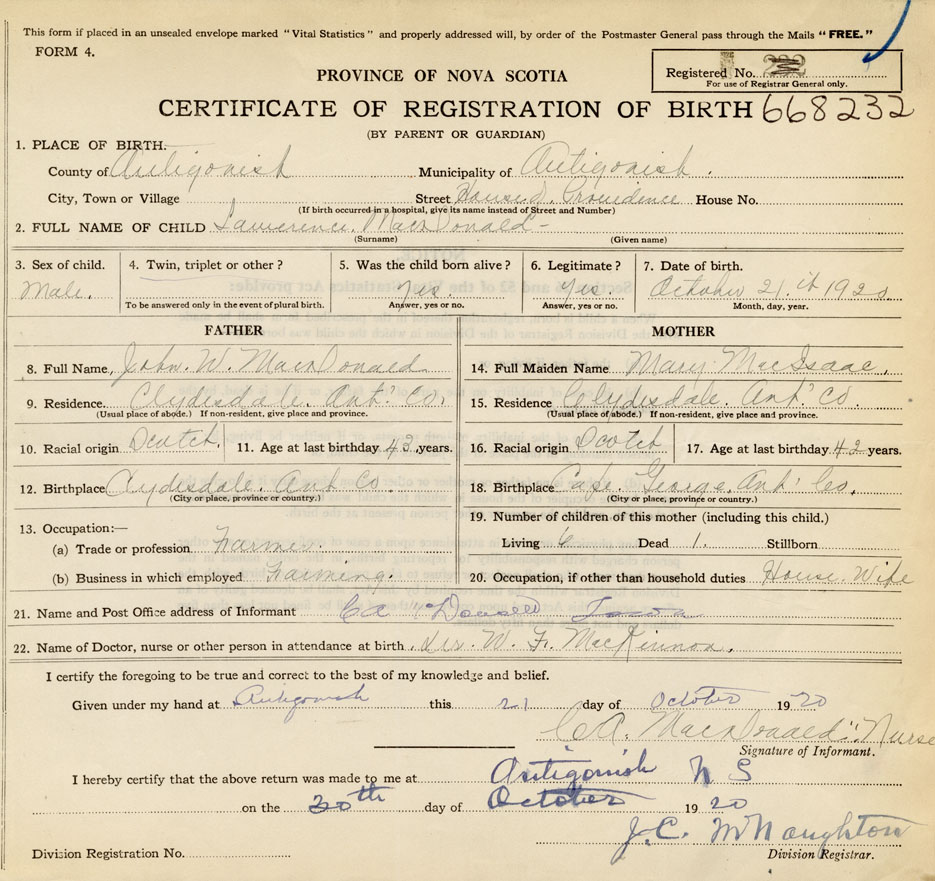 This form if placed in an unsealed envelope marked "Vital Statistics" and properly addressed will, by order of the Postmaster General pass through the Mails "FREE."
FORM 4.
Registered No.
For use of Registrar General only.
PROVINCE OF NOVA SCOTIA
CERTIFICATE OF REGISTRATION OF BIRTH 668232
(BY PARENT OR GUARDIAN)
1. PLACE OF BIRTH:
County of Antigonish Municipality of Antigonish.
City, Town or Village Street House of Providence House No.
(If birth occurred in a hospital, give its name instead of Street and Number)
2. FULL NAME OF CHILD Lawrence. MacDonald-
(Surname) (Given name)
3. Sex of child. 4. Twin, triplet or other? 5. Was the child born alive? 6. Legitimate? 7. Date of birth.
Male. Yes. Yes. October 21.st 1920
To be answered only in the event of plural birth. Answer, yes or no. Answer, yes or no. Month, day, year.
FATHER MOTHER
8. Full Name John. W. MacDonald 14. Full Maiden Name Mary MacIsaac.
9. Residence. Clydisdale. Ant' Co. 15. Residence Clydisdale. Ant' Co
(Usual place of abode.) If non-resident, give place and province. (Usual place of abode.) If non-resident, give place and province.
10. Racial origin Scotch. 11. Age at last birthday 43 years. 16. Racial origin Scotch 17. Age at last birthday 42 years.
12. Birthplace Clydisdale. Ant Co 18. Birthplace Cape George. Ant' Co.
(City or place, province or country.) (City or place, province or country.)
13. Occupation:— 19. Number of children of this mother (including this child.)
(a) Trade or profession Farmer. Living 6 Dead 1. Stillborn
(b) Business in which employed Farming. 20. Occupation, if other than household duties House. Wife
21. Name and Post Office address of Informant CA
22. Name of Doctor, nurse or other person in attendance at birth W. F. MacKinnon.
I certify the foregoing to be true and correct to the best of my knowledge and belief.
Given under my hand at Antigonish this 21 day of October 1920
C.A. MacDonald. Nurse
Signature of Informant.
I hereby certify that the above return was made to me at Antigonish N S
on the 30th day of October 1920
J. C. McNaughton
Division Registration No. Division Registrar.